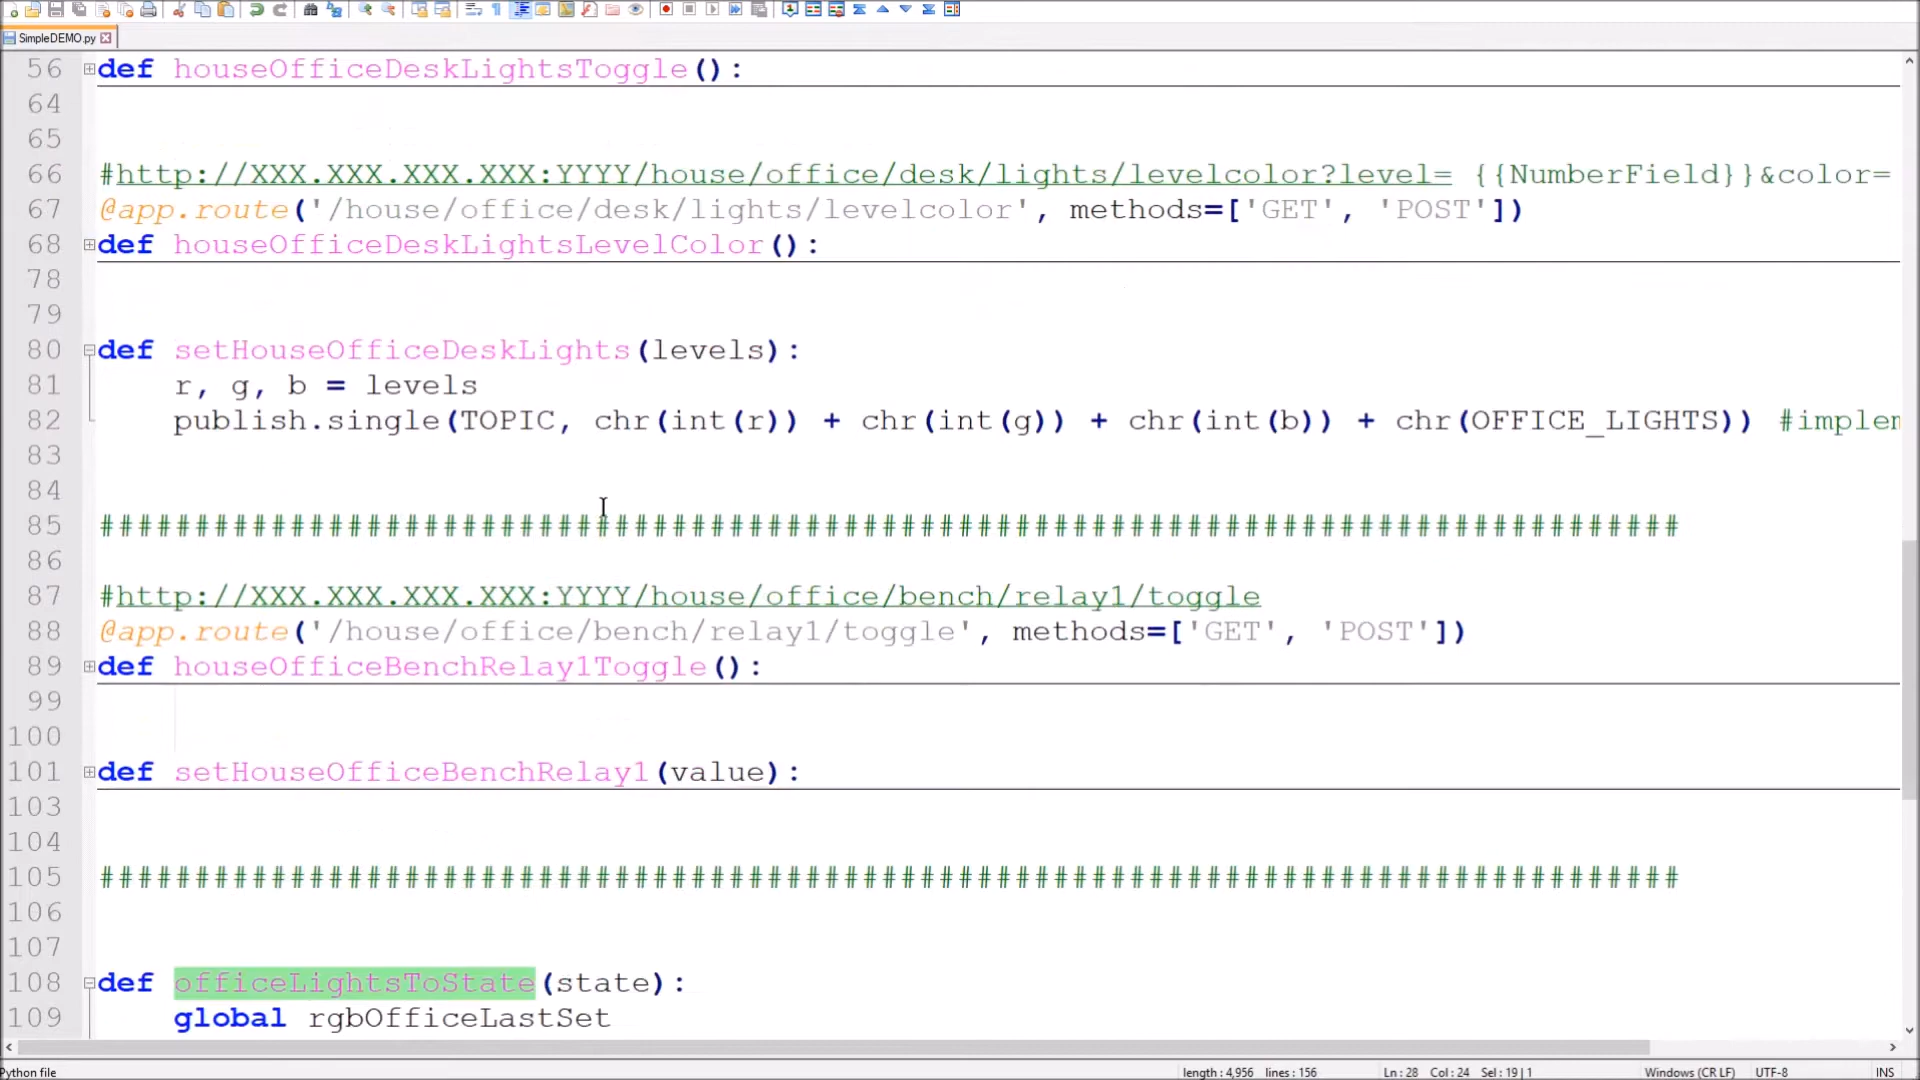 SimpleDEMO.py
56 def houseOfficeDeskLightsToggle():
64
65
66 #http://XXX.XXX.XXX.XXX:YYYY/house/office/desk/lights/levelcolor?level= {{NumberField}}&color=
67 @app.route('/house/office/desk/lights/levelcolor', methods=['GET', 'POST'])
68 def houseOfficeDeskLightsLevelColor():
78
79
80 def setHouseOfficeDeskLights(levels):
81 r, g, b = levels
82 publish.single(TOPIC, chr(int(r)) + chr(int(g)) + chr(int(b)) + chr(OFFICE_LIGHTS)) #implem
83
84
85 ###################################################################################
86
87 #http://XXX.XXX.XXX.XXX:YYYY/house/office/bench/relay1/toggle
88 @app.route('/house/office/bench/relay1/toggle', methods=['GET', 'POST'])
89 def houseOfficeBenchRelay1Toggle():
99
100
101 def setHouseOfficeBenchRelay1(value):
103
104
105 ###################################################################################
106
107
108 def officeLightsToState(state):
109 global rgbOfficeLastSet
Python file length : 4,956 lines : 156 Ln : 28 Col : 24 Sel : 19 | 1 Windows (CR LF) UTF-8 INS